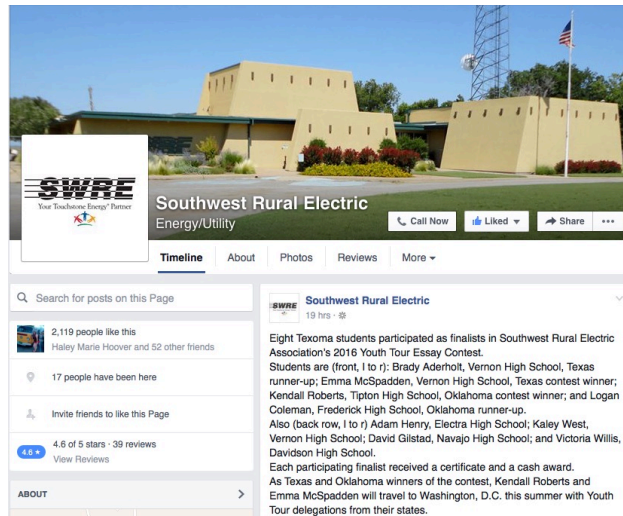 SWRE
Your Touchstone Energy® Partner
Southwest Rural Electric
Energy/Utility
Call Now
Liked
Share
Timeline
About
Photos
Reviews
More
Search for posts on this Page
2,119 people like this
Haley Marie Hoover and 52 other friends
17 people have been here
Invite friends to like this Page
4.6 ★
4.6 of 5 stars · 39 reviews
View Reviews
ABOUT
SWRE
Southwest Rural Electric
19 hrs ·
Eight Texoma students participated as finalists in Southwest Rural Electric
Association's 2016 Youth Tour Essay Contest.
Students are (front, l to r): Brady Aderholt, Vernon High School, Texas
runner-up; Emma McSpadden, Vernon High School, Texas contest winner;
Kendall Roberts, Tipton High School, Oklahoma contest winner; and Logan
Coleman, Frederick High School, Oklahoma runner-up.
Also (back row, l to r) Adam Henry, Electra High School; Kaley West,
Vernon High School; David Gilstad, Navajo High School; and Victoria Willis,
Davidson High School.
Each participating finalist received a certificate and a cash award.
As Texas and Oklahoma winners of the contest, Kendall Roberts and
Emma McSpadden will travel to Washington, D.C. this summer with Youth
Tour delegations from their states.